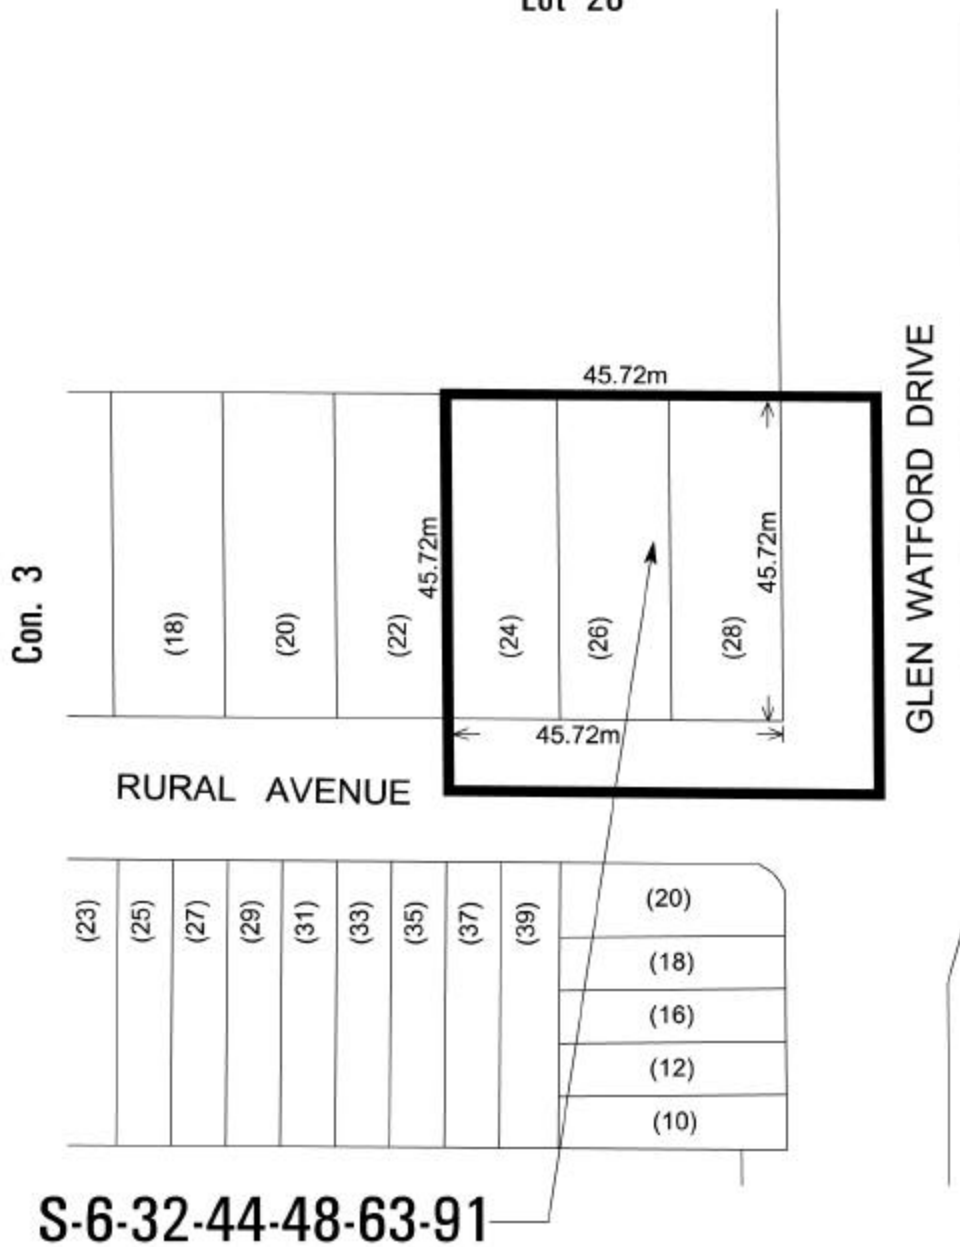 45.72m
GLEN WATFORD DRIVE
Con. 3
(18)
(20)
(22)
45.72m
(24)
(26)
(28)
45.72m
45.72m
RURAL AVENUE
(23)
(25)
(27)
(29)
(31)
(33)
(35)
(37)
(39)
(20)
(18)
(16)
(12)
(10)
S-6-32-44-48-63-91